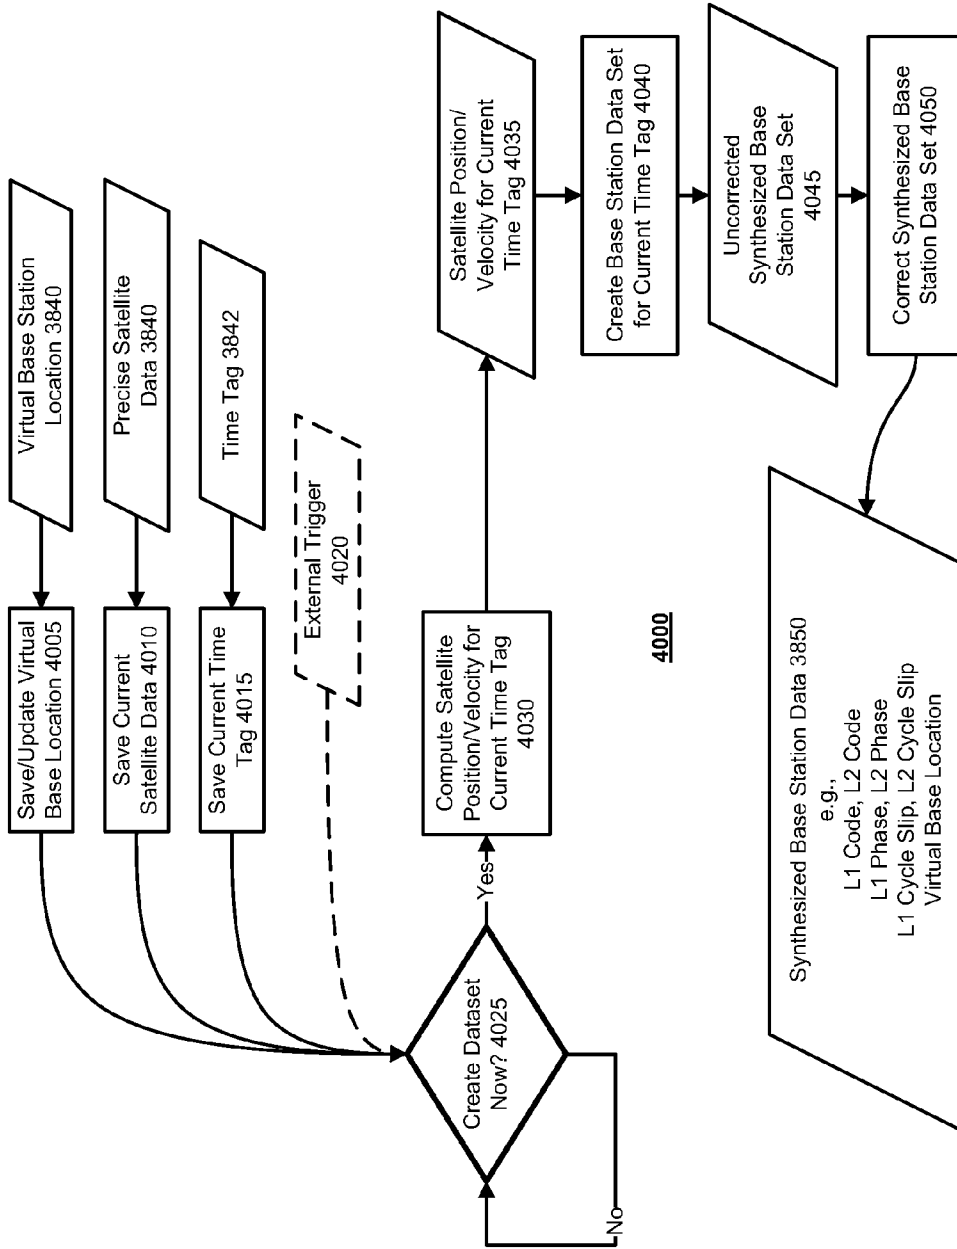 Virtual Base Station
Location 3840
Save/Update Virtual
Base Location 4005
Precise Satellite
Data 3840
Save Current
Satellite Data 4010
Time Tag 3842
Save Current Time
Tag 4015
External Trigger
4020
Create Dataset
Now? 4025
Yes
No
Compute Satellite
Position/Velocity for
Current Time Tag
4030
Satellite Position/
Velocity for Current
Time Tag 4035
Create Base Station Data Set
for Current Time Tag 4040
Uncorrected
Synthesized Base
Station Data Set
4045
Correct Synthesized Base
Station Data Set 4050
4000
Synthesized Base Station Data 3850
e.g.,
L1 Code, L2 Code
L1 Phase, L2 Phase
L1 Cycle Slip, L2 Cycle Slip
Virtual Base Location